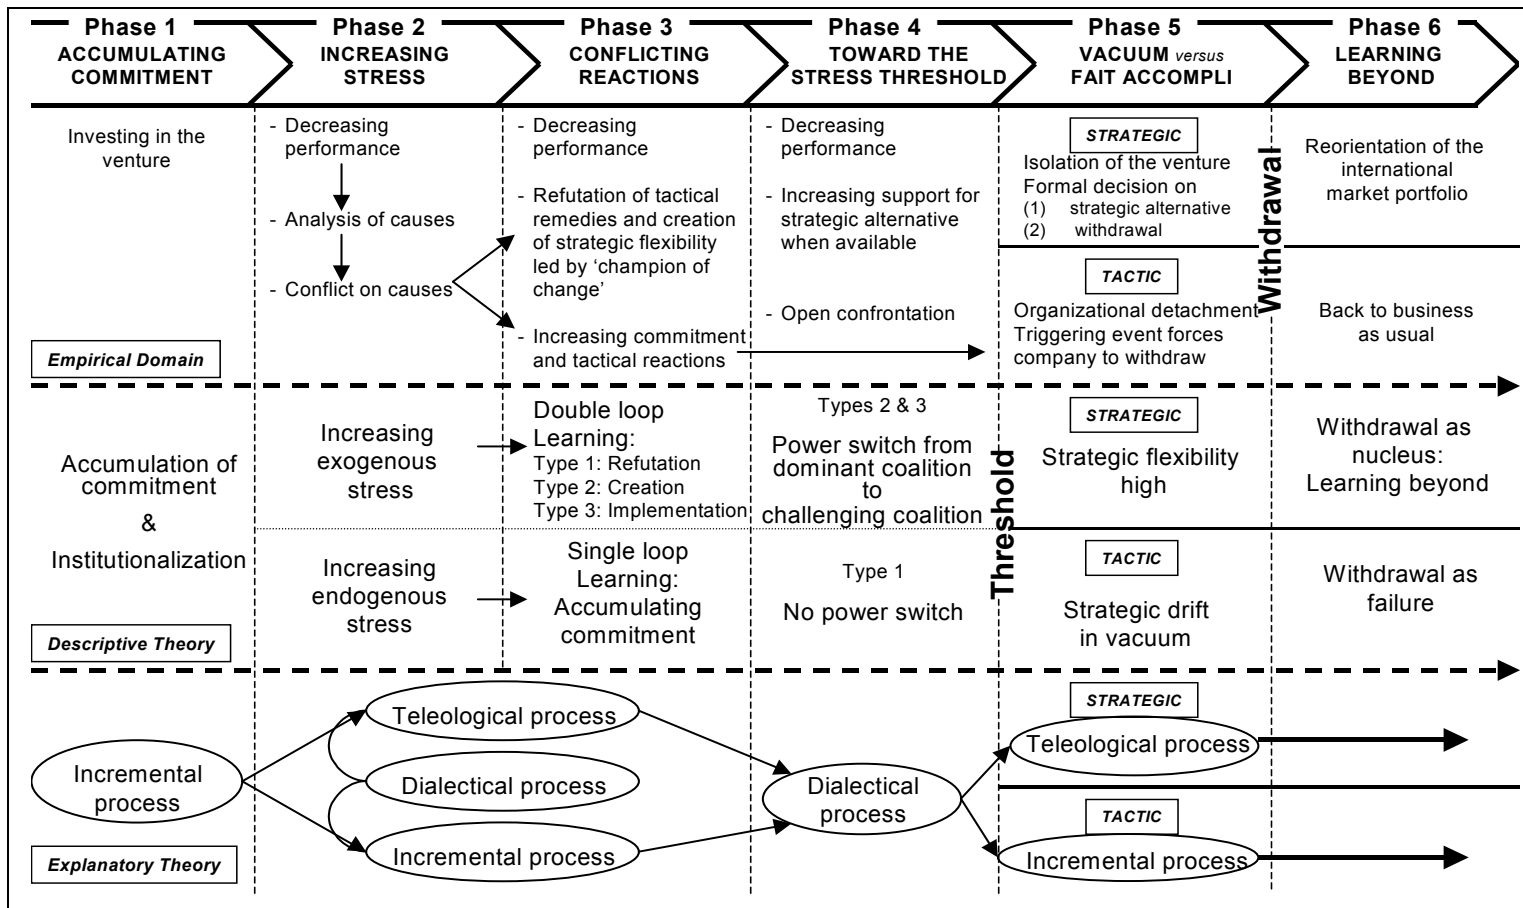 Phase 1
ACCUMULATING
COMMITMENT
Phase 2
INCREASING
STRESS
Phase 3
CONFLICTING
REACTIONS
Phase 4
TOWARD THE
STRESS THRESHOLD
Phase 5
VACUUM versus
FAIT ACCOMPLI
Phase 6
LEARNING
BEYOND
Investing in the
venture
- Decreasing
performance
- Analysis of causes
- Conflict on causes
- Decreasing
performance
- Refutation of tactical
remedies and creation
of strategic flexibility
led by ‘champion of
change’
- Increasing commitment
and tactical reactions
- Decreasing
performance
- Increasing support for
strategic alternative
when available
- Open confrontation
STRATEGIC
Isolation of the venture
Formal decision on
(1) strategic alternative
(2) withdrawal
TACTIC
Organizational detachment
Triggering event forces
company to withdraw
Withdrawal
Reorientation of the
international
market portfolio
Back to business
as usual
Empirical Domain
Accumulation of
commitment
&
Institutionalization
Increasing
exogenous
stress
Increasing
endogenous
stress
Double loop
Learning:
Type 1: Refutation
Type 2: Creation
Type 3: Implementation
Single loop
Learning:
Accumulating
commitment
Types 2 & 3
Power switch from
dominant coalition
to
challenging coalition
Type 1
No power switch
Threshold
STRATEGIC
Strategic flexibility
high
TACTIC
Strategic drift
in vacuum
Withdrawal as
nucleus:
Learning beyond
Withdrawal as
failure
Descriptive Theory
Incremental
process
Teleological process
Dialectical process
Incremental process
Dialectical
process
STRATEGIC
Teleological process
TACTIC
Incremental process
Explanatory Theory